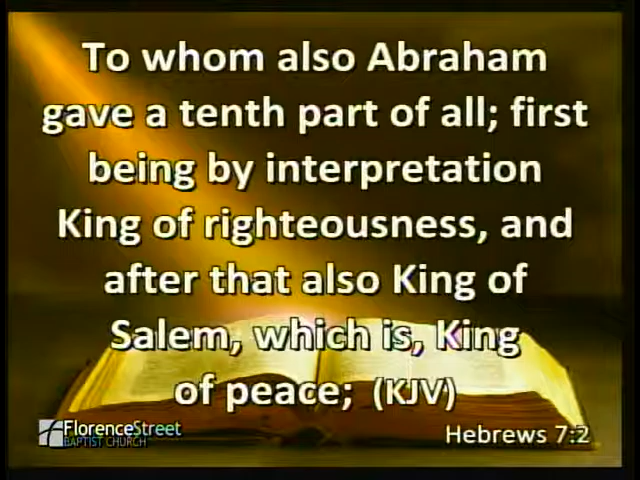 To whom also Abraham
gave a tenth part of all; first
being by interpretation
King of righteousness, and
after that also King of
Salem, which is, King
of peace; (KJV)
FlorenceStreet
BAPTIST CHURCH
Hebrews 7:2